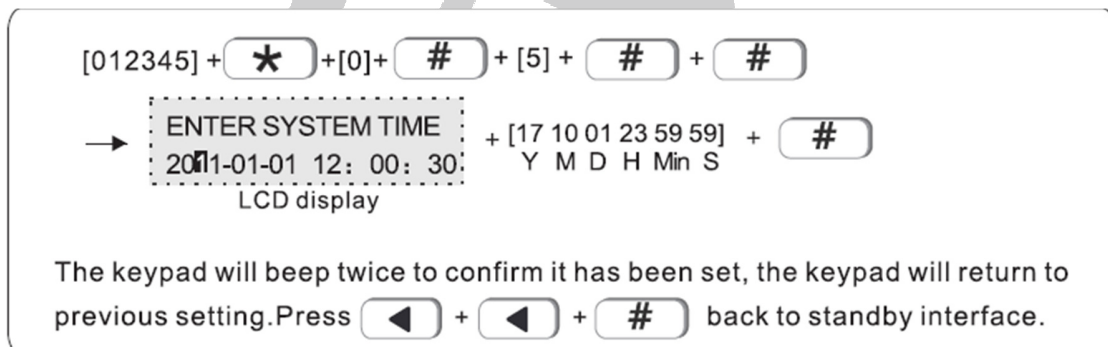 [012345] + * +[0]+ # + [5] + # + #
ENTER SYSTEM TIME
2011-01-01 12: 00: 30
+ [17 10 01 23 59 59] + #
Y M D H Min S
LCD display
The keypad will beep twice to confirm it has been set, the keypad will return to
previous setting.Press ◀ + ◀ + # back to standby interface.